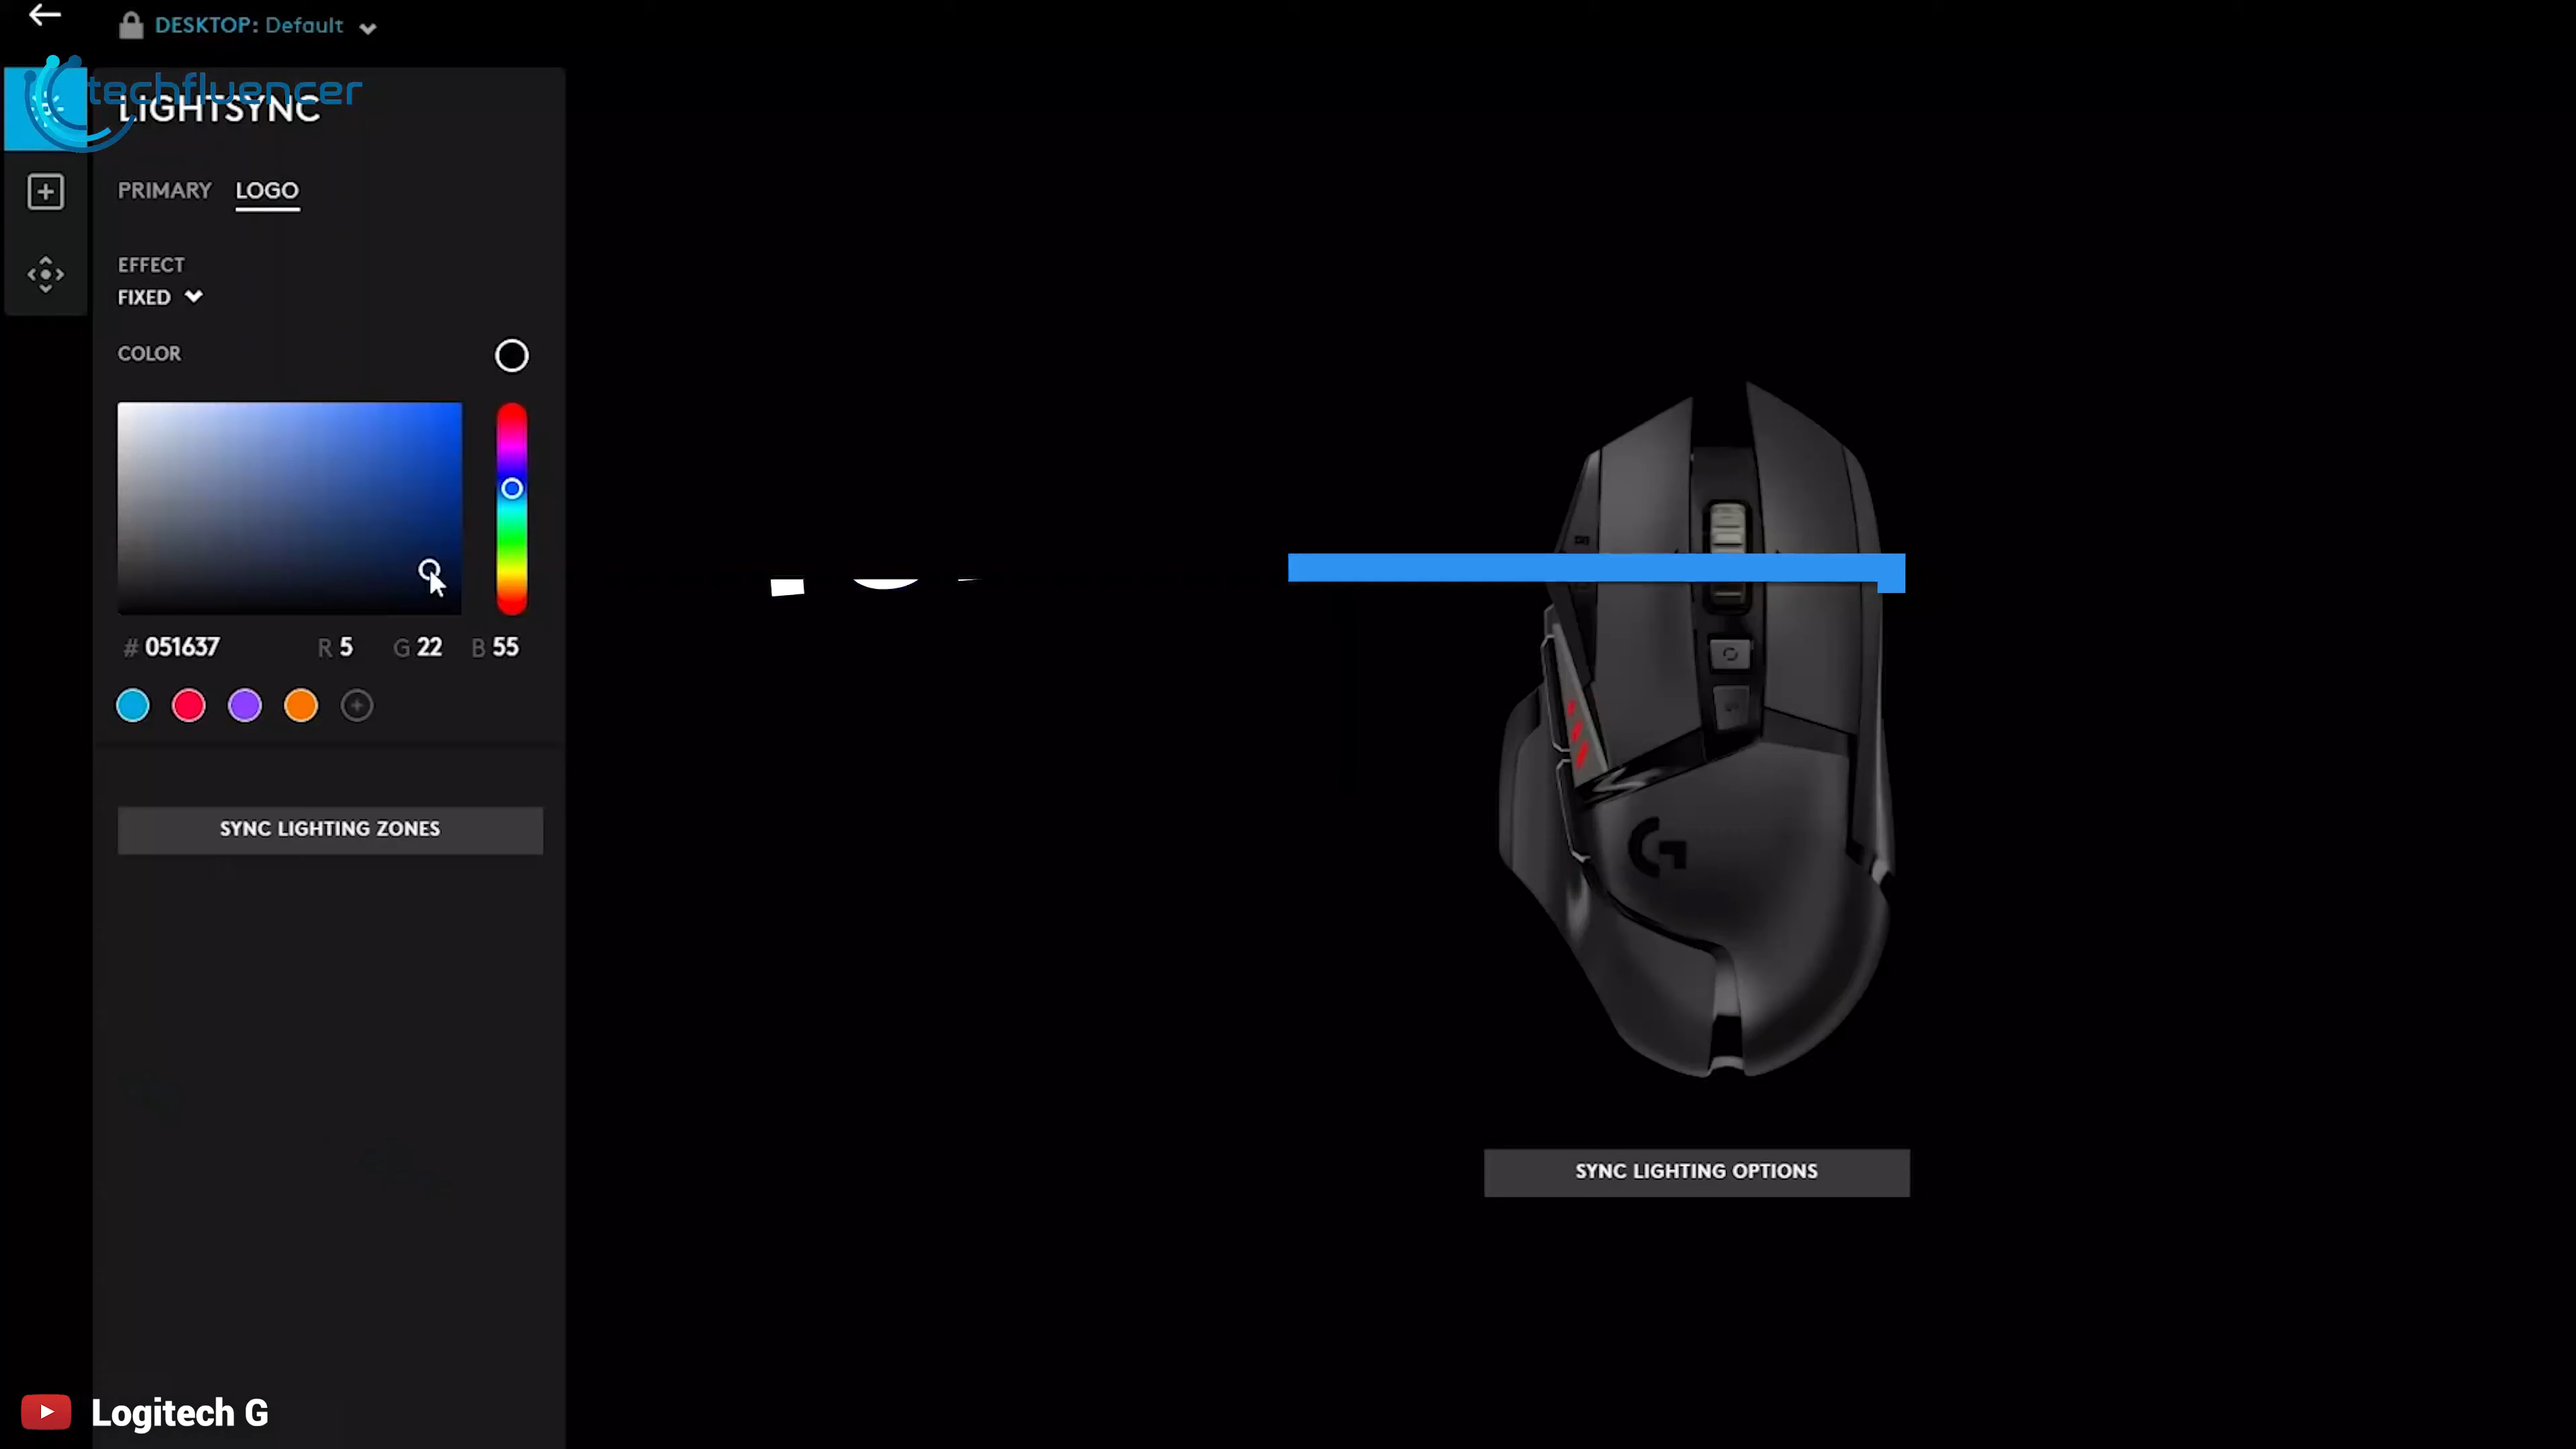 DESKTOP: Default
techfluencer
LIGHTSYNC
PRIMARY LOGO
EFFECT
FIXED
COLOR
# 051637 R 5 G 22 B 55
SYNC LIGHTING ZONES
SYNC LIGHTING OPTIONS
Logitech G